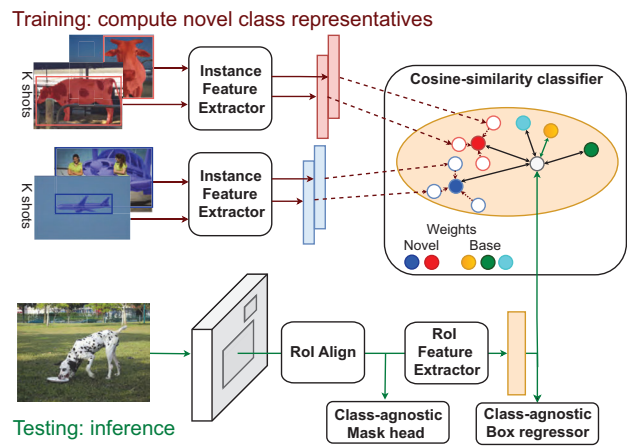 Training: compute novel class representatives
K shots
Instance
Feature
Extractor
Cosine-similarity classifier
K shots
Instance
Feature
Extractor
Weights
Novel
Base
RoI Align
RoI
Feature
Extractor
Testing: inference
Class-agnostic
Mask head
Class-agnostic
Box regressor